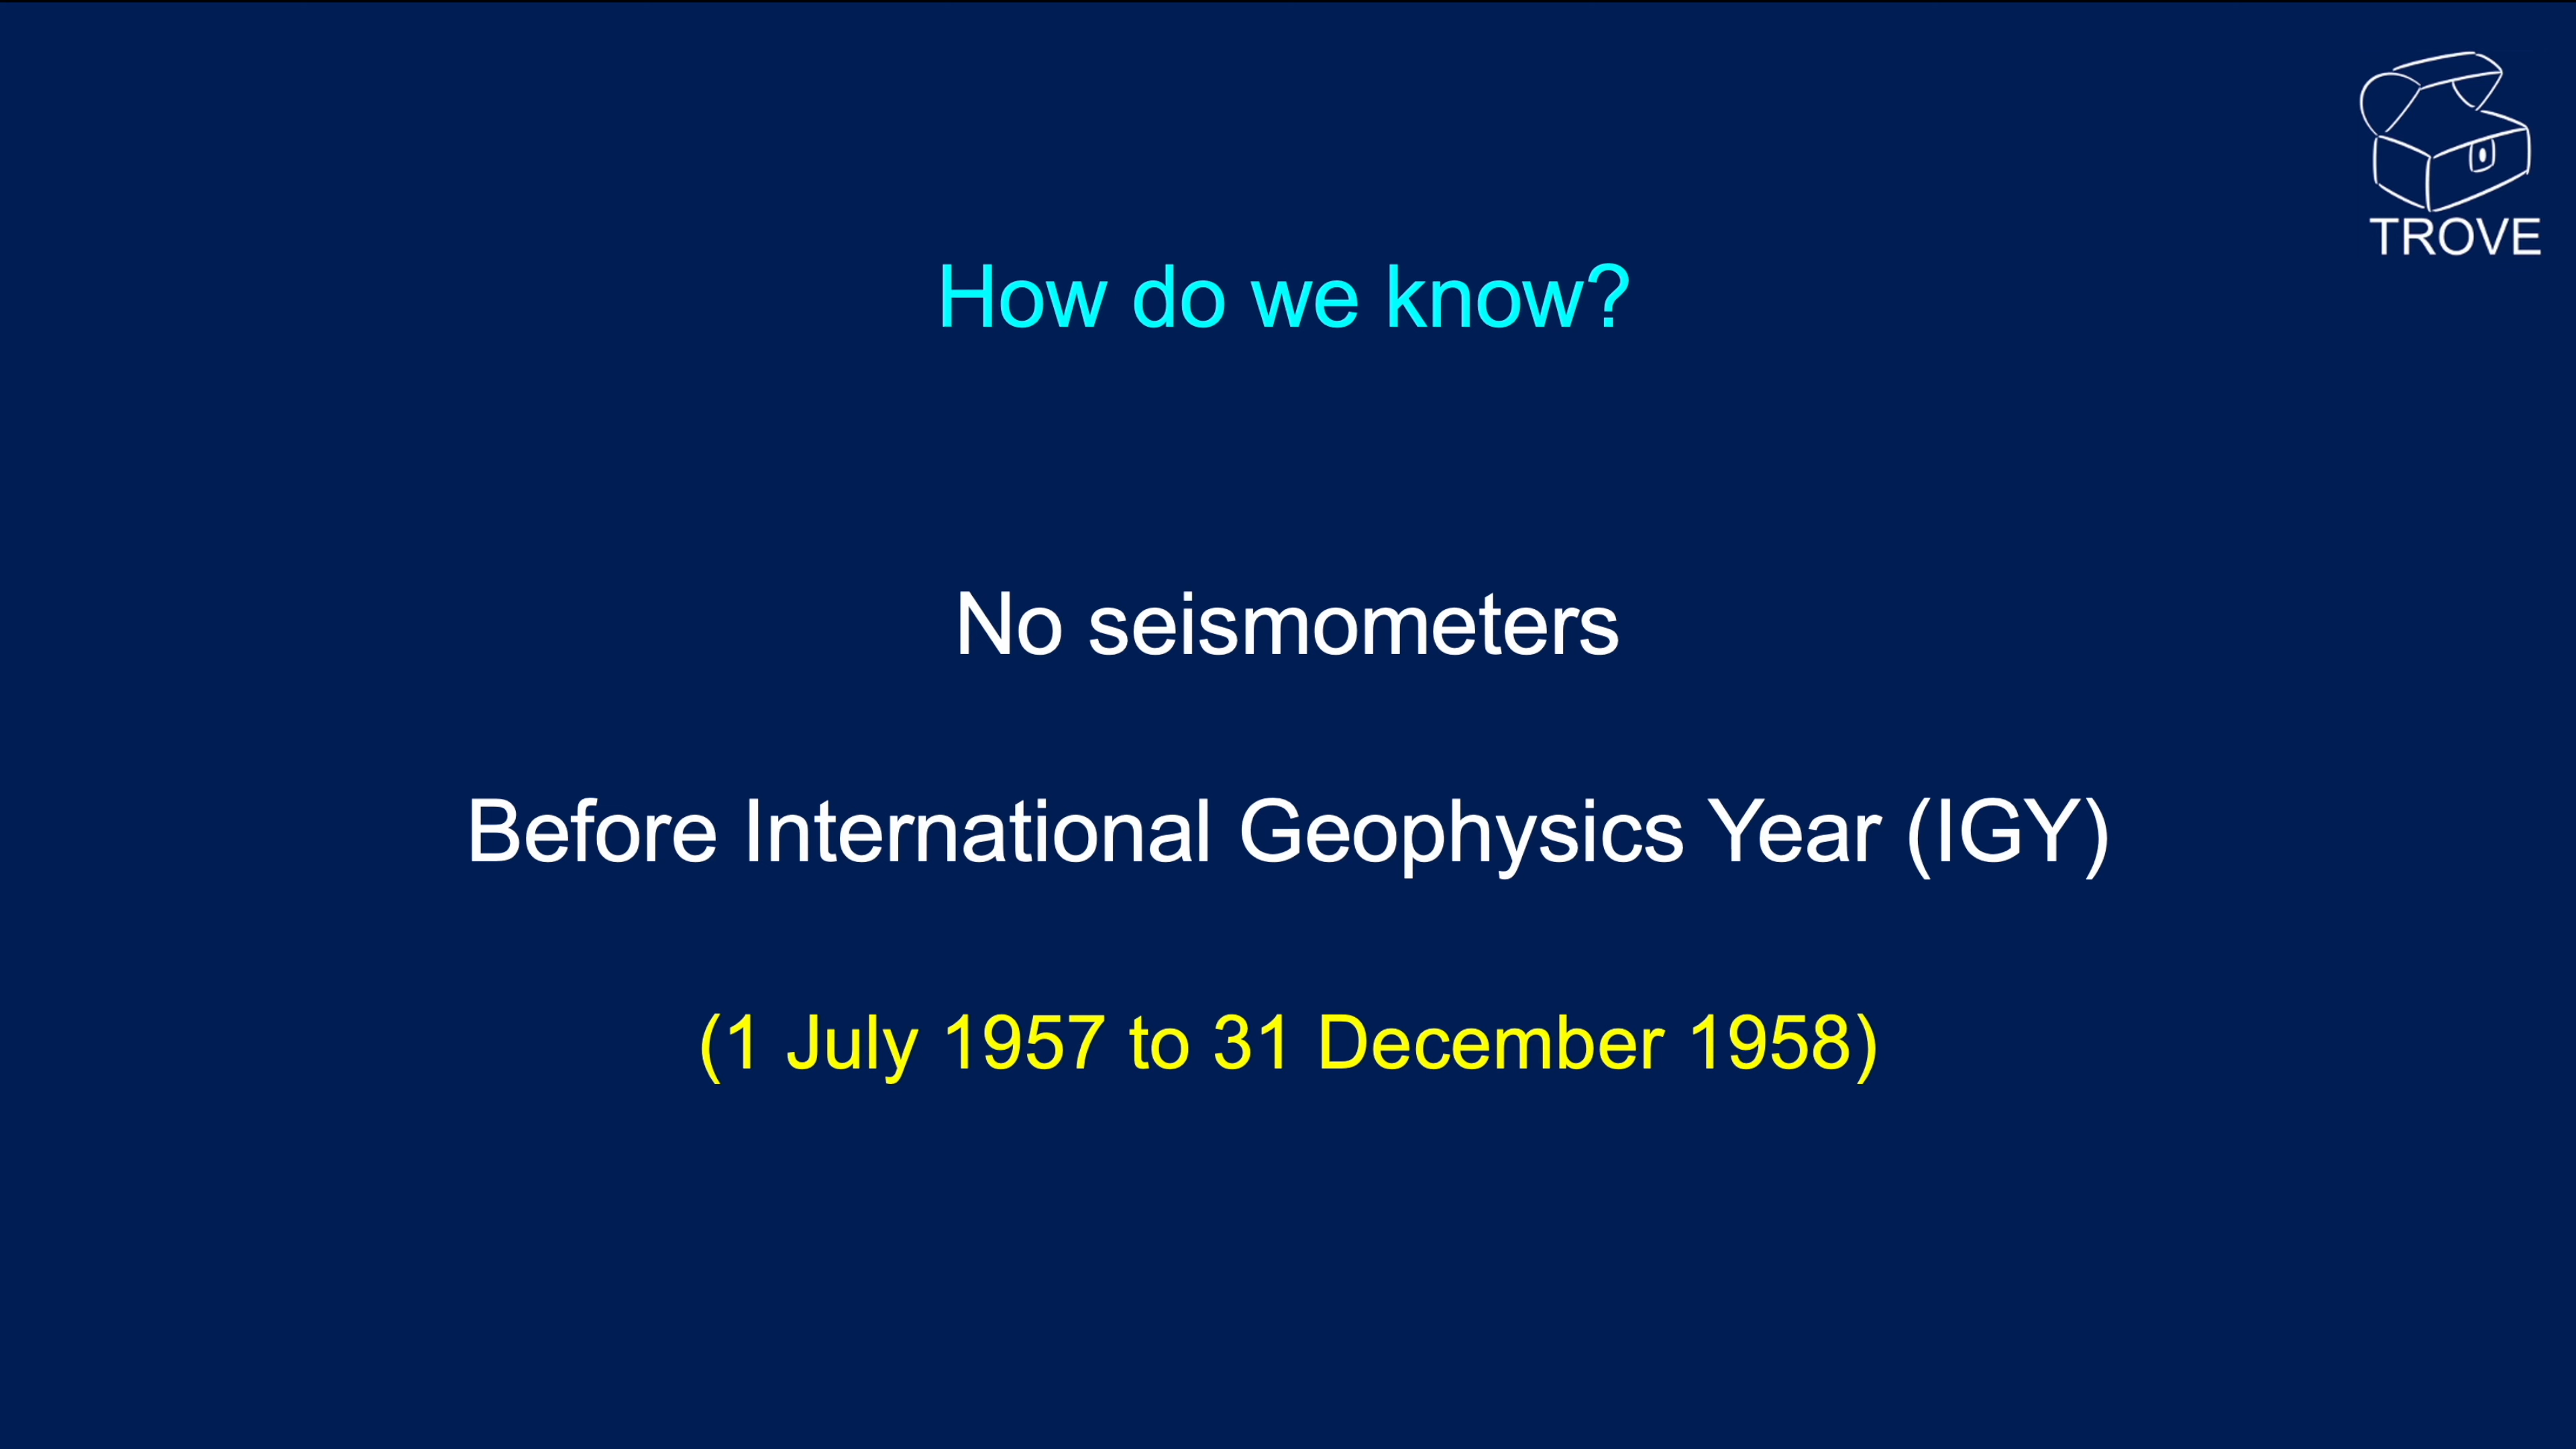 TROVE
How do we know?
No seismometers
Before International Geophysics Year (IGY)
(1 July 1957 to 31 December 1958)